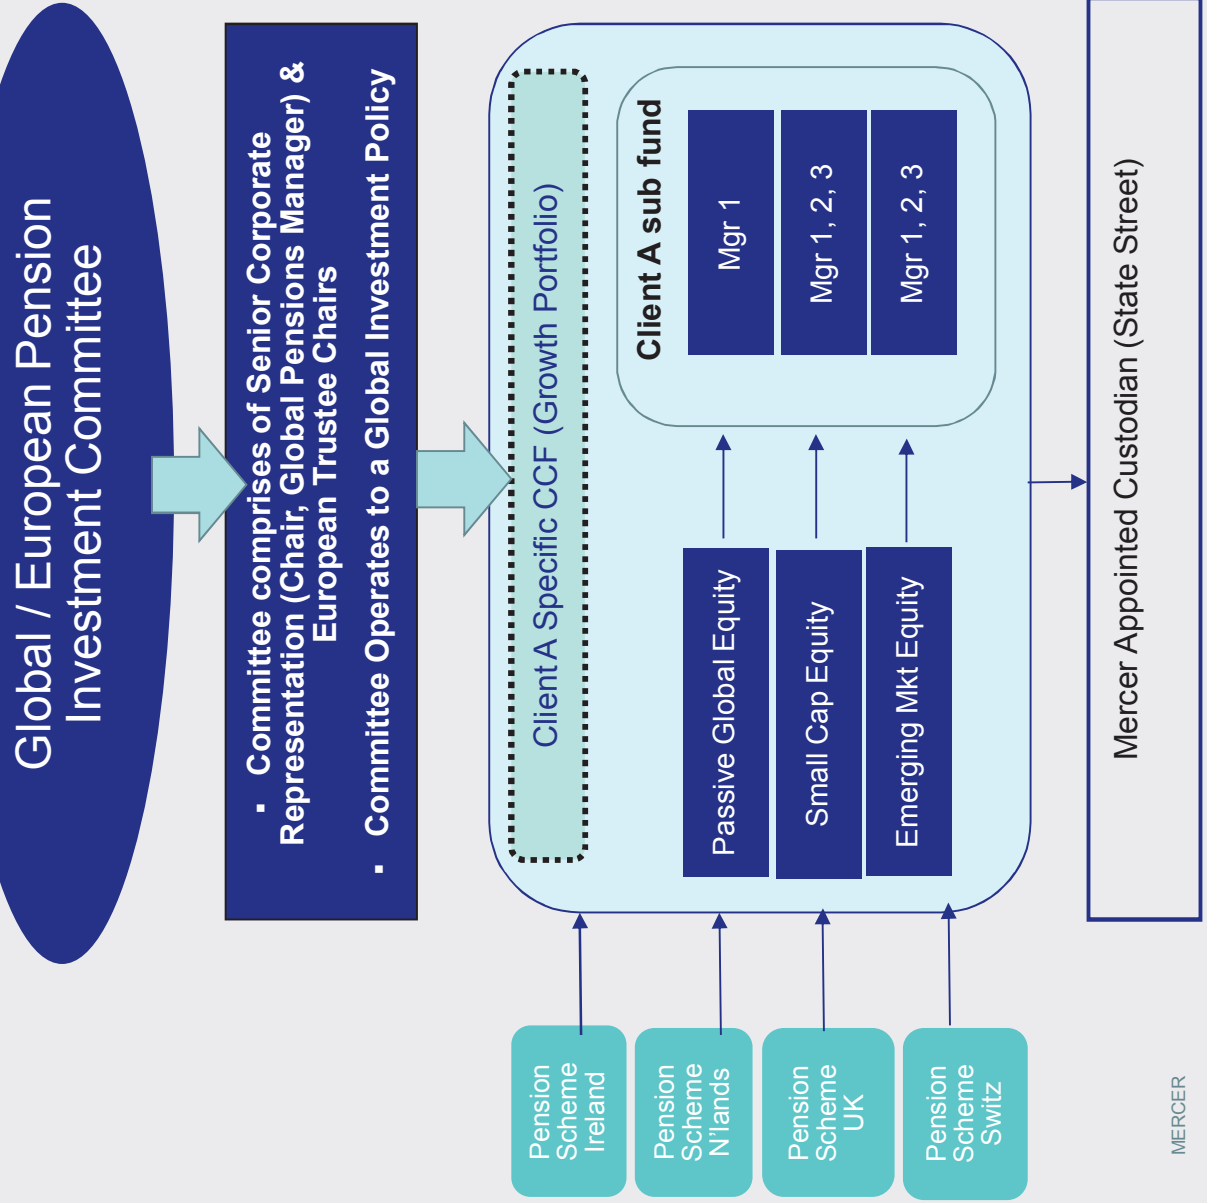 Global / European Pension
Investment Committee
▪ Committee comprises of Senior Corporate
Representation (Chair, Global Pensions Manager) &
European Trustee Chairs
▪ Committee Operates to a Global Investment Policy
Client A Specific CCF (Growth Portfolio)
Client A sub fund
Pension
Scheme
Ireland
Pension
Scheme
N'lands
Pension
Scheme
UK
Pension
Scheme
Switz
Passive Global Equity
Mgr 1
Small Cap Equity
Mgr 1, 2, 3
Emerging Mkt Equity
Mgr 1, 2, 3
Mercer Appointed Custodian (State Street)
MERCER